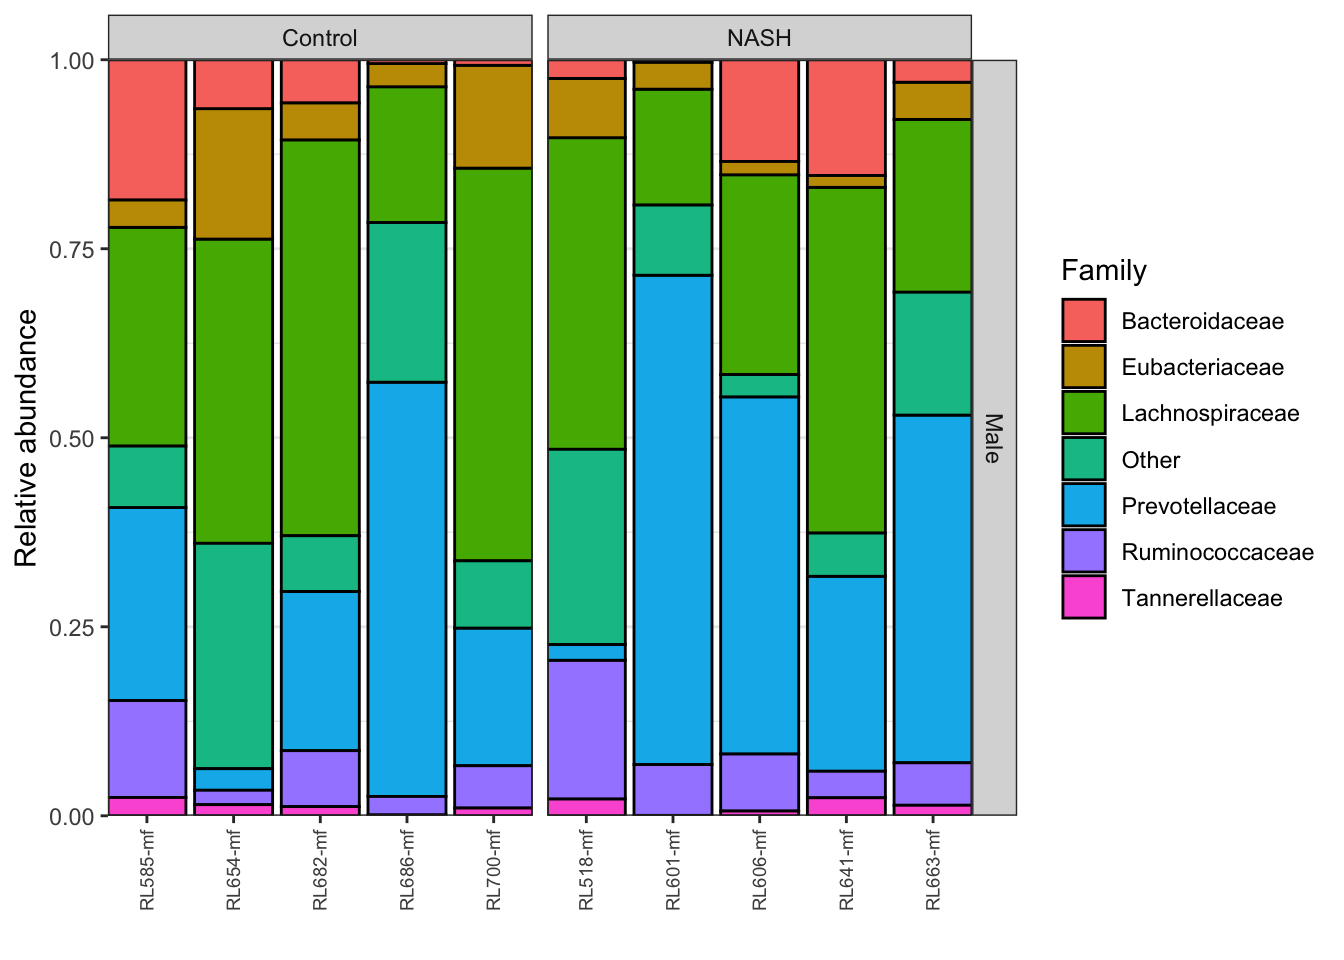 Control
NASH
Male
Relative abundance
1.00
0.75
0.50
0.25
0.00
RL585-mf
RL654-mf
RL682-mf
RL686-mf
RL700-mf
RL518-mf
RL601-mf
RL606-mf
RL641-mf
RL663-mf
Family
Bacteroidaceae
Eubacteriaceae
Lachnospiraceae
Other
Prevotellaceae
Ruminococcaceae
Tannerellaceae